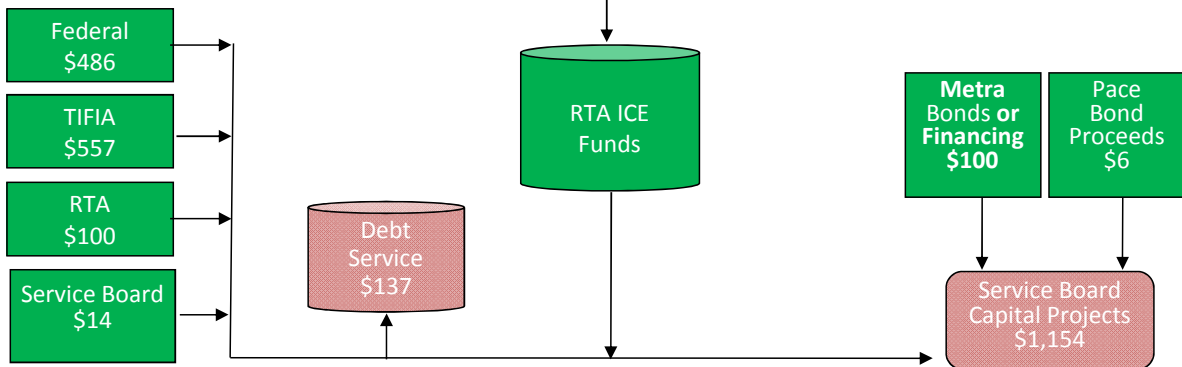 Federal
$486
TIFIA
$557
RTA
$100
Service Board
$14
Debt
Service
$137
RTA ICE
Funds
Metra
Bonds or
Financing
$100
Pace
Bond
Proceeds
$6
Service Board
Capital Projects
$1,154